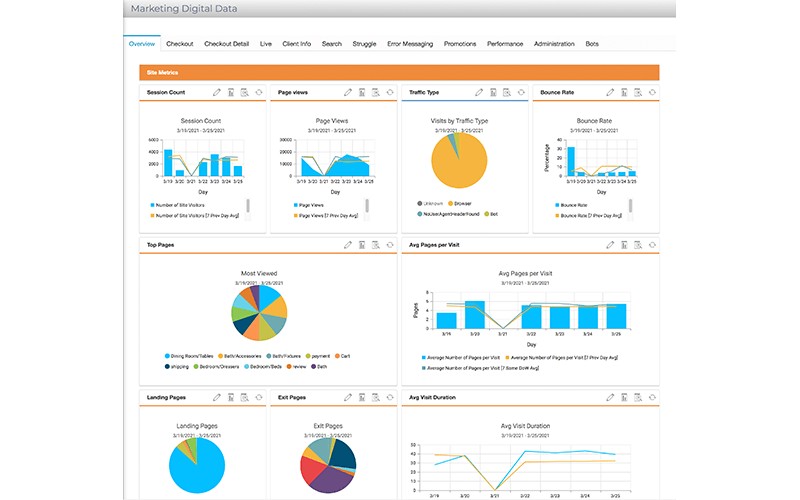 Marketing Digital Data
Overview Checkout Checkout Detail Live Client Info Search Struggle Error Messaging Promotions Performance Administration Bots
Site Metrics
Session Count
Session Count
3/19/2021 - 3/25/2021
6000
4000
2000
0
3/19 3/20 3/21 3/22 3/23 3/24 3/25
Day
Number of Site Visitors
Number of Site Visitors [7 Prev Day Avg]
Page views
Page Views
3/19/2021 - 3/25/2021
30000
20000
10000
0
3/19 3/20 3/21 3/22 3/23 3/24 3/25
Day
Page Views
Page Views [7 Prev Day Avg]
Traffic Type
Visits by Traffic Type
3/19/2021 - 3/25/2021
Unknown Browser
NoUserAgentHeaderFound Bot
Bounce Rate
Bounce Rate
3/19/2021 - 3/25/2021
Percentage
40
30
20
10
0
3/19 3/20 3/21 3/22 3/23 3/24 3/25
Day
Bounce Rate
Bounce Rate [7 Prev Day Avg]
Top Pages
Most Viewed
3/19/2021 - 3/25/2021
Dining Room/Tables Bath/Accessories Bath/Fixtures payment Cart
shipping Bedroom/Dressers Bedroom/Beds review Bath
Avg Pages per Visit
Avg Pages per Visit
3/19/2021 - 3/25/2021
Pages
8
6
4
2
0
3/19 3/20 3/21 3/22 3/23 3/24 3/25
Day
Average Number of Pages per Visit Average Number of Pages per Visit [7 Prev Day Avg]
Average Number of Pages per Visit [7 Same DoW Avg]
Landing Pages
Landing Pages
3/19/2021 - 3/25/2021
Exit Pages
Exit Pages
3/19/2021 - 3/25/2021
Avg Visit Duration
Avg Visit Duration
3/19/2021 - 3/25/2021
50
40
30
20
10
0
3/19 3/20 3/21 3/22 3/23 3/24 3/25